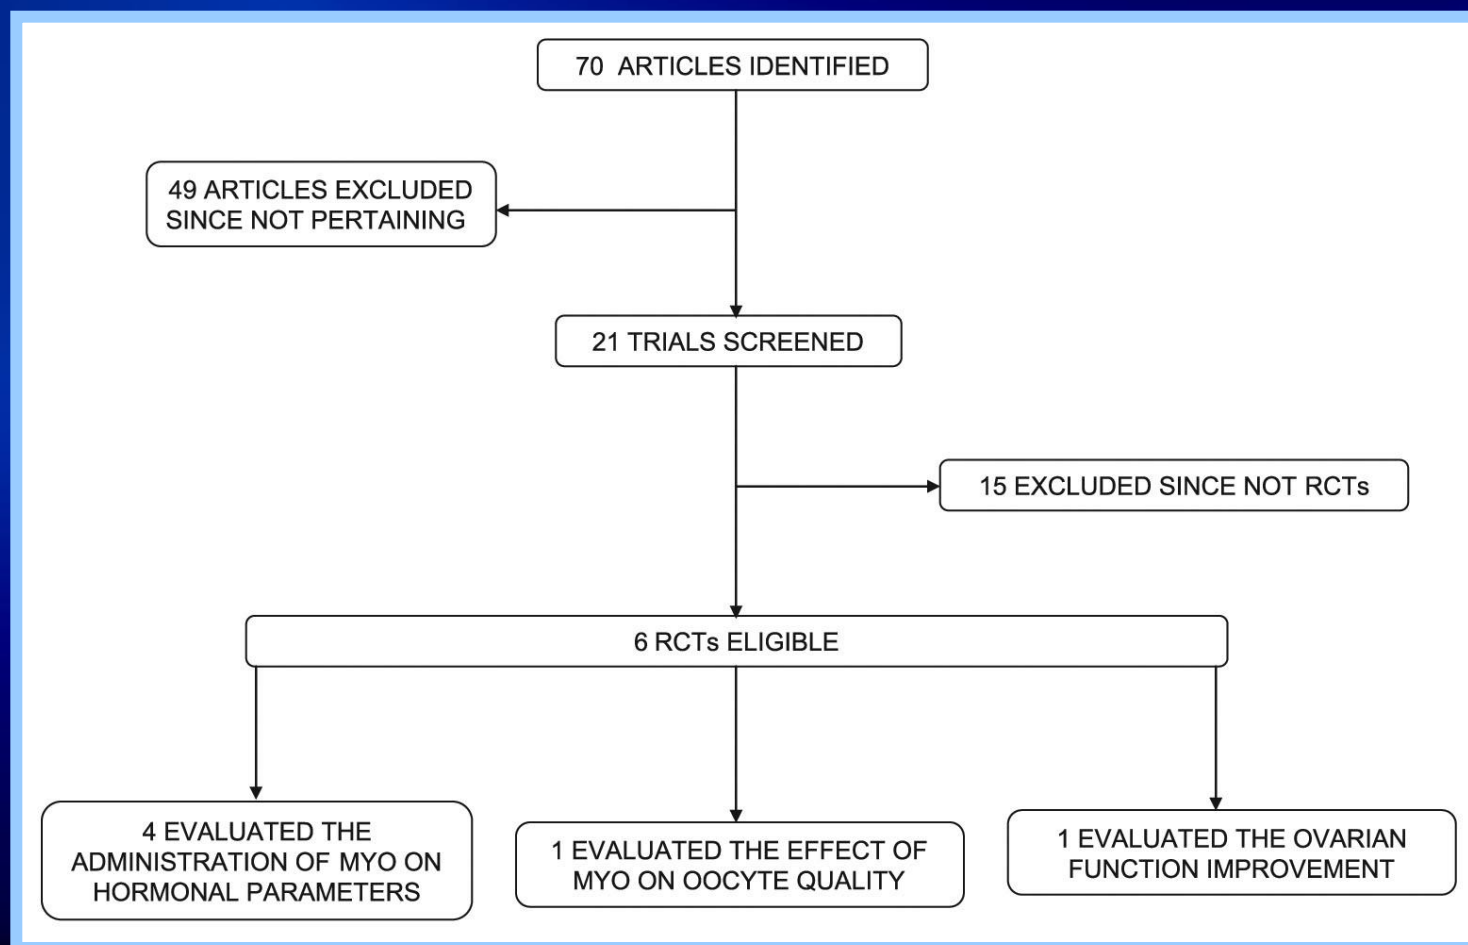 70 ARTICLES IDENTIFIED
49 ARTICLES EXCLUDED
SINCE NOT PERTAINING
21 TRIALS SCREENED
15 EXCLUDED SINCE NOT RCTs
6 RCTs ELIGIBLE
4 EVALUATED THE
ADMINISTRATION OF MYO ON
HORMONAL PARAMETERS
1 EVALUATED THE EFFECT OF
MYO ON OOCYTE QUALITY
1 EVALUATED THE OVARIAN
FUNCTION IMPROVEMENT